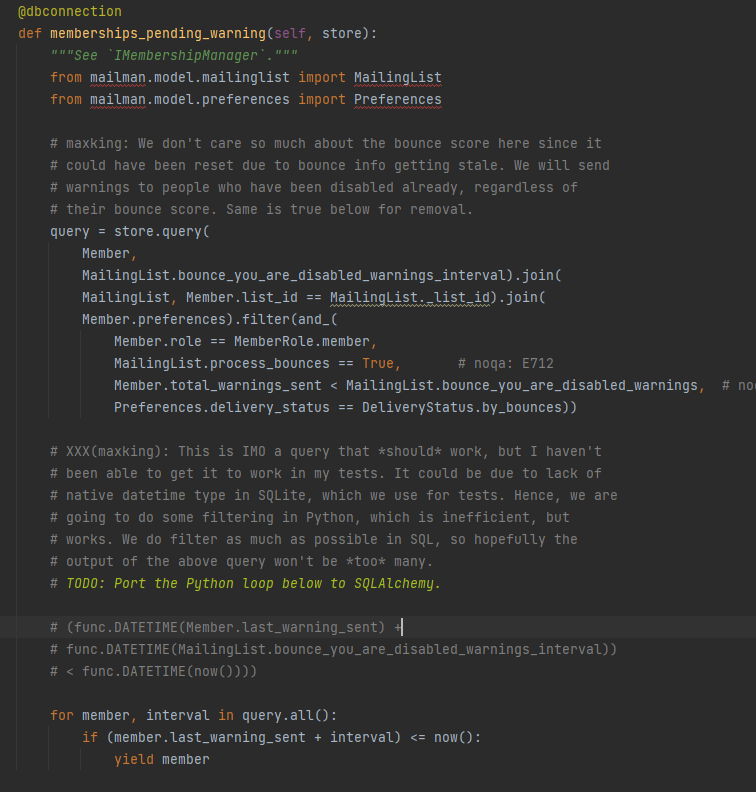 @dbconnection
def memberships_pending_warning(self, store):
"""See `IMembershipManager`."""
from mailman.model.mailinglist import MailingList
from mailman.model.preferences import Preferences
# maxking: We don't care so much about the bounce score here since it
# could have been reset due to bounce info getting stale. We will send
# warnings to people who have been disabled already, regardless of
# their bounce score. Same is true below for removal.
query = store.query(
Member,
MailingList.bounce_you_are_disabled_warnings_interval).join(
MailingList, Member.list_id == MailingList._list_id).join(
Member.preferences).filter(and_(
Member.role == MemberRole.member,
MailingList.process_bounces == True,       # noqa: E712
Member.total_warnings_sent < MailingList.bounce_you_are_disabled_warnings,  #
Preferences.delivery_status == DeliveryStatus.by_bounces))
# XXX(maxking): This is IMO a query that *should* work, but I haven't
# been able to get it to work in my tests. It could be due to lack of
# native datetime type in SQLite, which we use for tests. Hence, we are
# going to do some filtering in Python, which is inefficient, but
# works. We do filter as much as possible in SQL, so hopefully the
# output of the above query won't be *too* many.
# TODO: Port the Python loop below to SQLAlchemy.
# (func.DATETIME(Member.last_warning_sent) +
# func.DATETIME(MailingList.bounce_you_are_disabled_warnings_interval))
# < func.DATETIME(now())))
for member, interval in query.all():
if (member.last_warning_sent + interval) <= now():
yield member